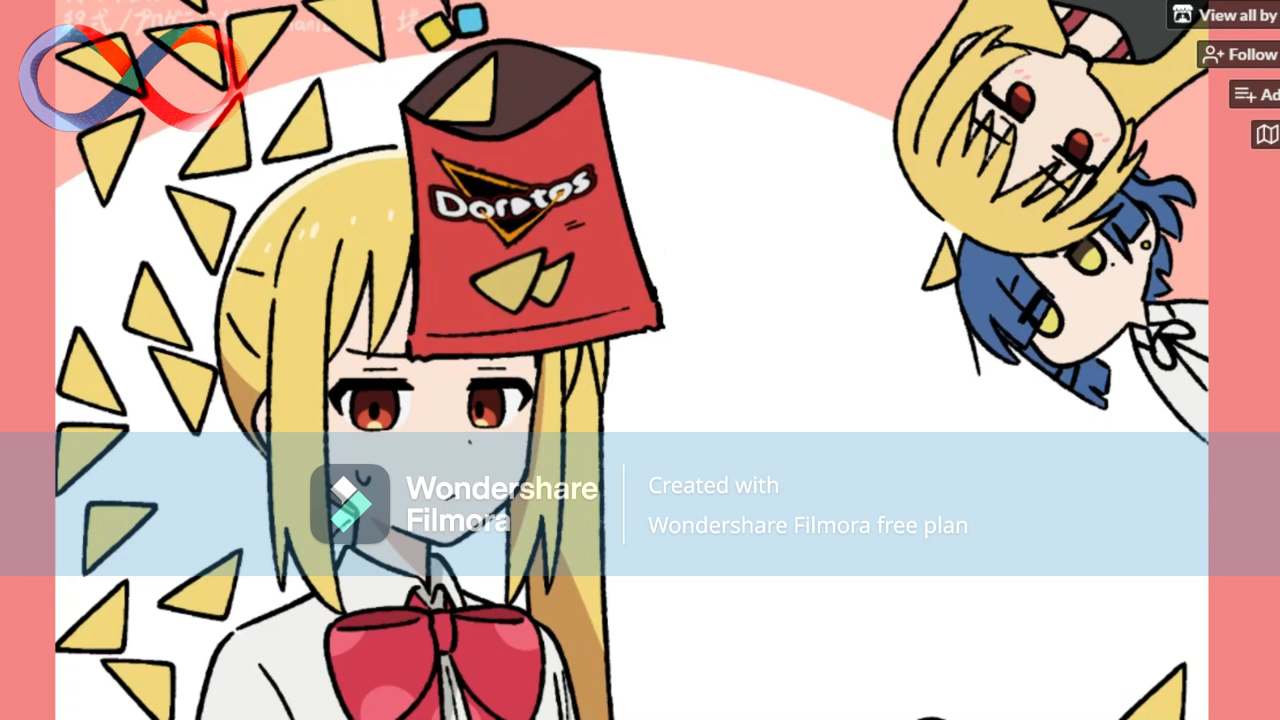 View all by
Follow
Ad
Doritos
Wondershare
Filmora
Created with
Wondershare Filmora free plan